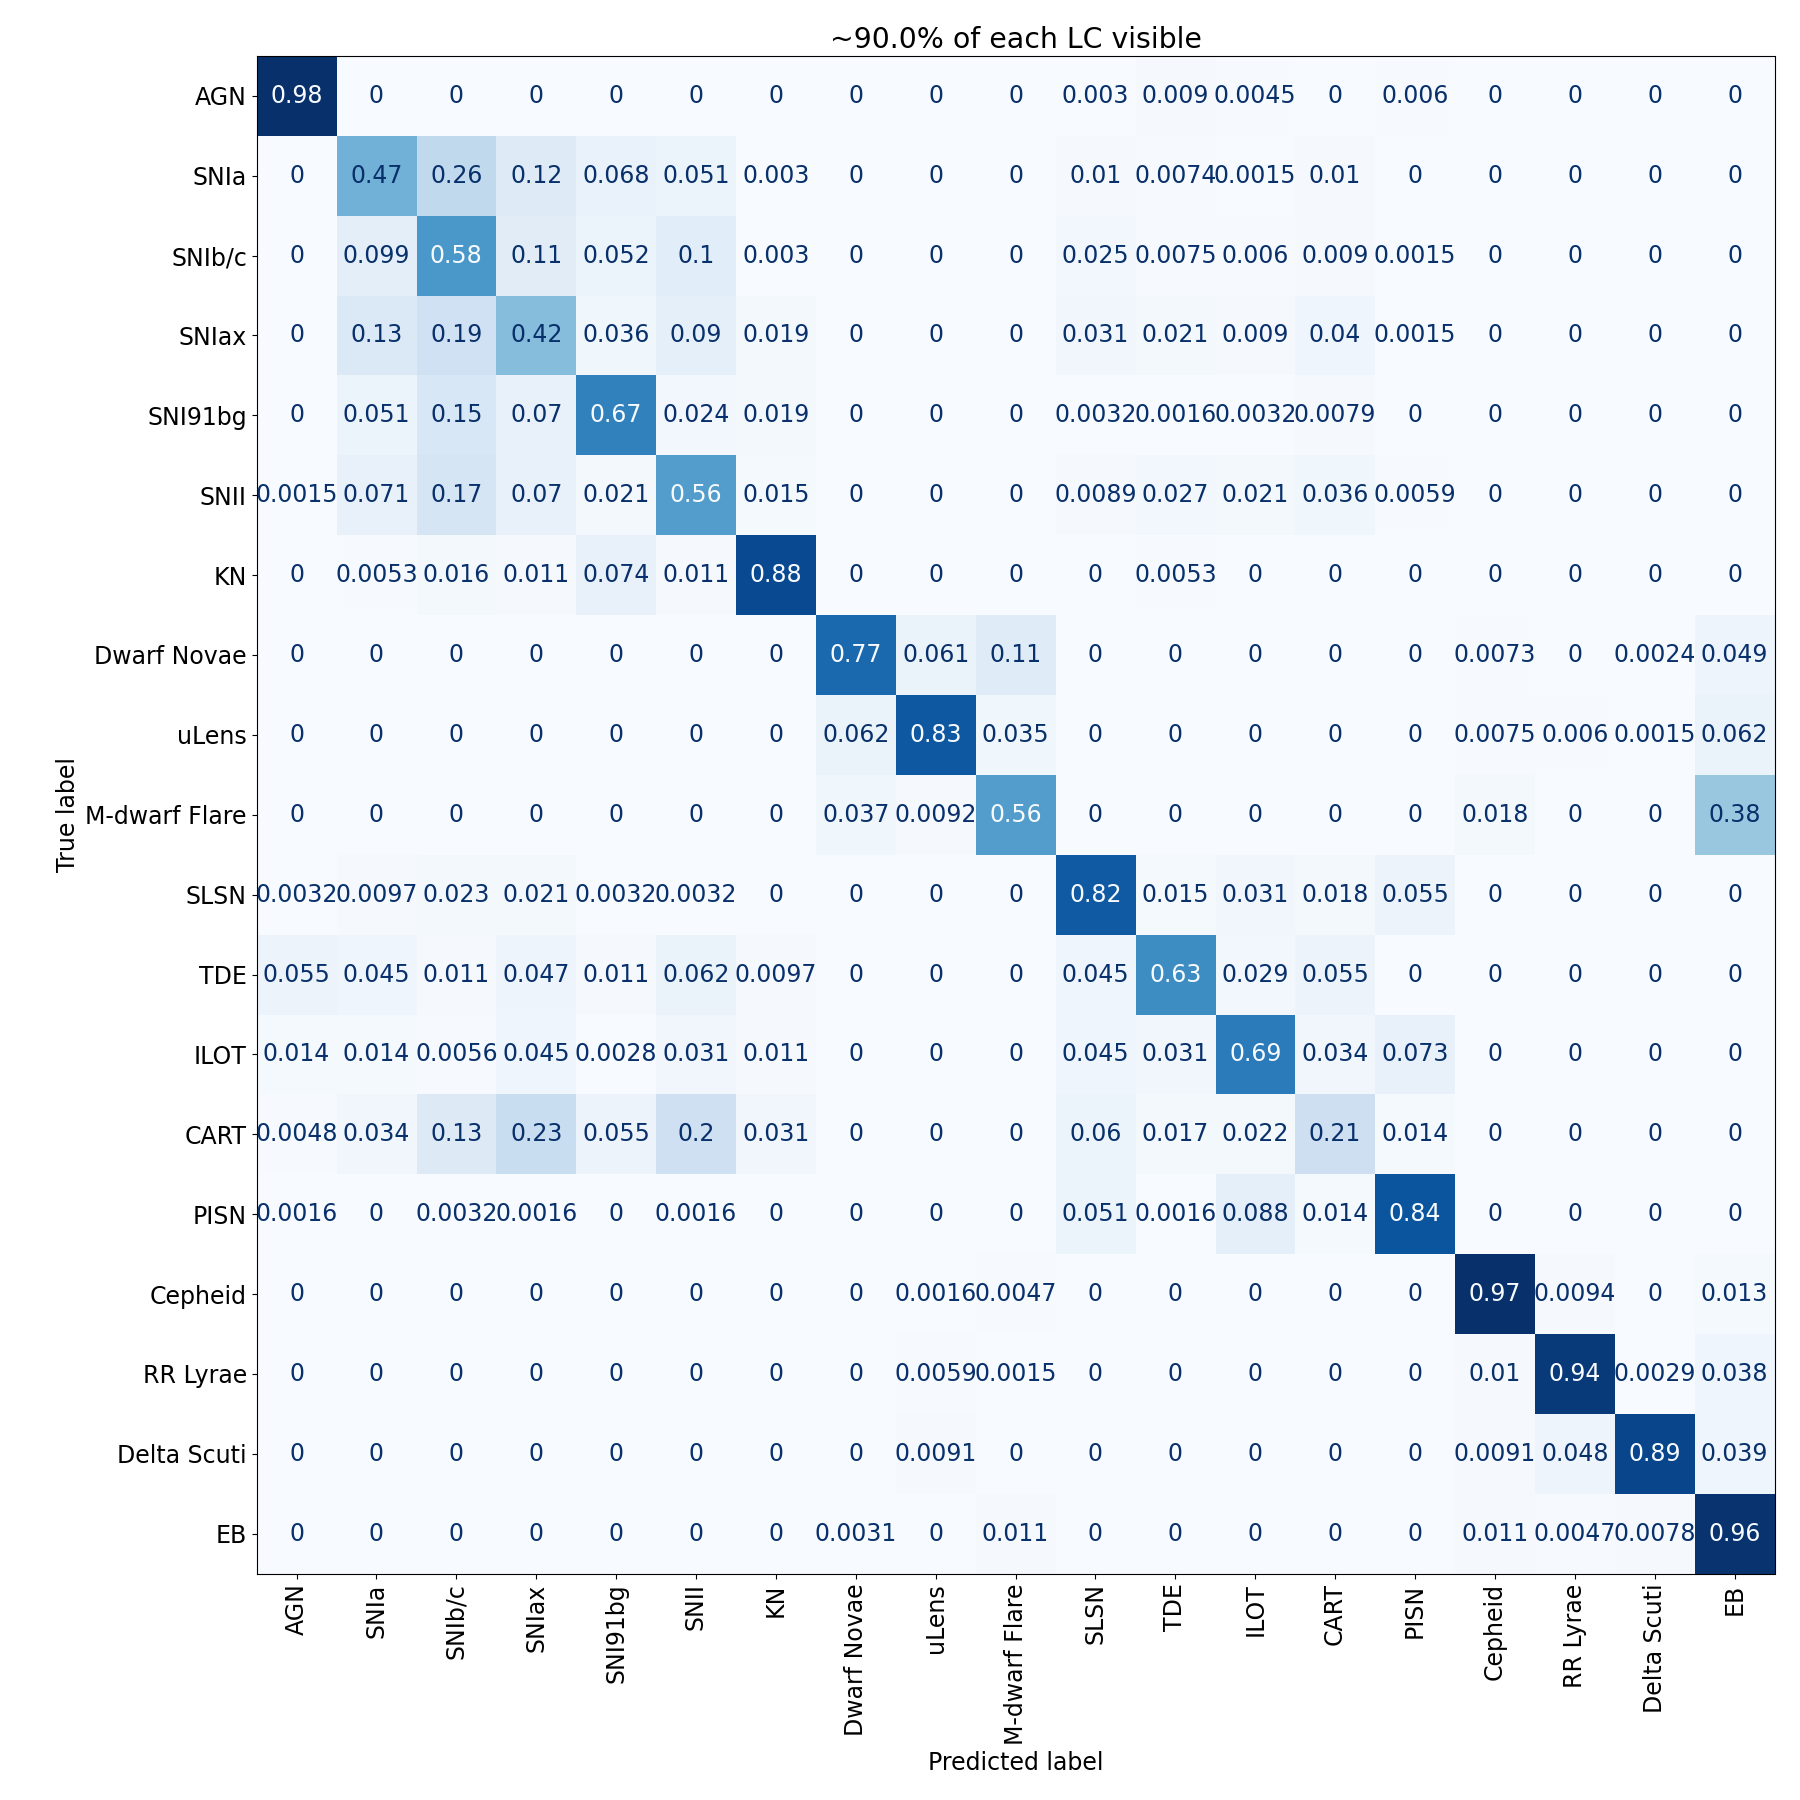 ~90.0% of each LC visible
AGN 0.98 0 0 0 0 0 0 0 0 0 0.003 0.009 0.0045 0 0.006 0 0 0 0
SNIa 0 0.47 0.26 0.12 0.068 0.051 0.003 0 0 0 0.01 0.0074 0.0015 0.01 0 0 0 0 0
SNIb/c 0 0.099 0.58 0.11 0.052 0.1 0.003 0 0 0 0.025 0.0075 0.006 0.009 0.0015 0 0 0 0
SNIax 0 0.13 0.19 0.42 0.036 0.09 0.019 0 0 0 0.031 0.021 0.009 0.04 0.0015 0 0 0 0
SNI91bg 0 0.051 0.15 0.07 0.67 0.024 0.019 0 0 0 0.0032 0.0016 0.0032 0.0079 0 0 0 0 0
SNII 0.0015 0.071 0.17 0.07 0.021 0.56 0.015 0 0 0 0.0089 0.027 0.021 0.036 0.0059 0 0 0 0
KN 0 0.0053 0.016 0.011 0.074 0.011 0.88 0 0 0 0 0.0053 0 0 0 0 0 0 0
Dwarf Novae 0 0 0 0 0 0 0 0.77 0.061 0.11 0 0 0 0 0 0.0073 0 0.0024 0.049
uLens 0 0 0 0 0 0 0 0.062 0.83 0.035 0 0 0 0 0 0.0075 0.006 0.0015 0.062
M-dwarf Flare 0 0 0 0 0 0 0 0.037 0.0092 0.56 0 0 0 0 0 0.018 0 0 0.38
SLSN 0.0032 0.0097 0.023 0.021 0.0032 0.0032 0 0 0 0 0.82 0.015 0.031 0.018 0.055 0 0 0 0
TDE 0.055 0.045 0.011 0.047 0.011 0.062 0.0097 0 0 0 0.045 0.63 0.029 0.055 0 0 0 0 0
ILOT 0.014 0.014 0.0056 0.045 0.0028 0.031 0.011 0 0 0 0.045 0.031 0.69 0.034 0.073 0 0 0 0
CART 0.0048 0.034 0.13 0.23 0.055 0.2 0.031 0 0 0 0.06 0.017 0.022 0.21 0.014 0 0 0 0
PISN 0.0016 0 0.0032 0.0016 0 0.0016 0 0 0 0 0.051 0.0016 0.088 0.014 0.84 0 0 0 0
Cepheid 0 0 0 0 0 0 0 0 0.0016 0.0047 0 0 0 0 0 0.97 0.0094 0 0.013
RR Lyrae 0 0 0 0 0 0 0 0 0.0059 0.0015 0 0 0 0 0 0.01 0.94 0.0029 0.038
Delta Scuti 0 0 0 0 0 0 0 0 0.0091 0 0 0 0 0 0 0.0091 0.048 0.89 0.039
EB 0 0 0 0 0 0 0 0.0031 0 0.011 0 0 0 0 0 0.011 0.0047 0.0078 0.96
True label
AGN SNIa SNIb/c SNIax SNI91bg SNII KN Dwarf Novae uLens M-dwarf Flare SLSN TDE ILOT CART PISN Cepheid RR Lyrae Delta Scuti EB
Predicted label